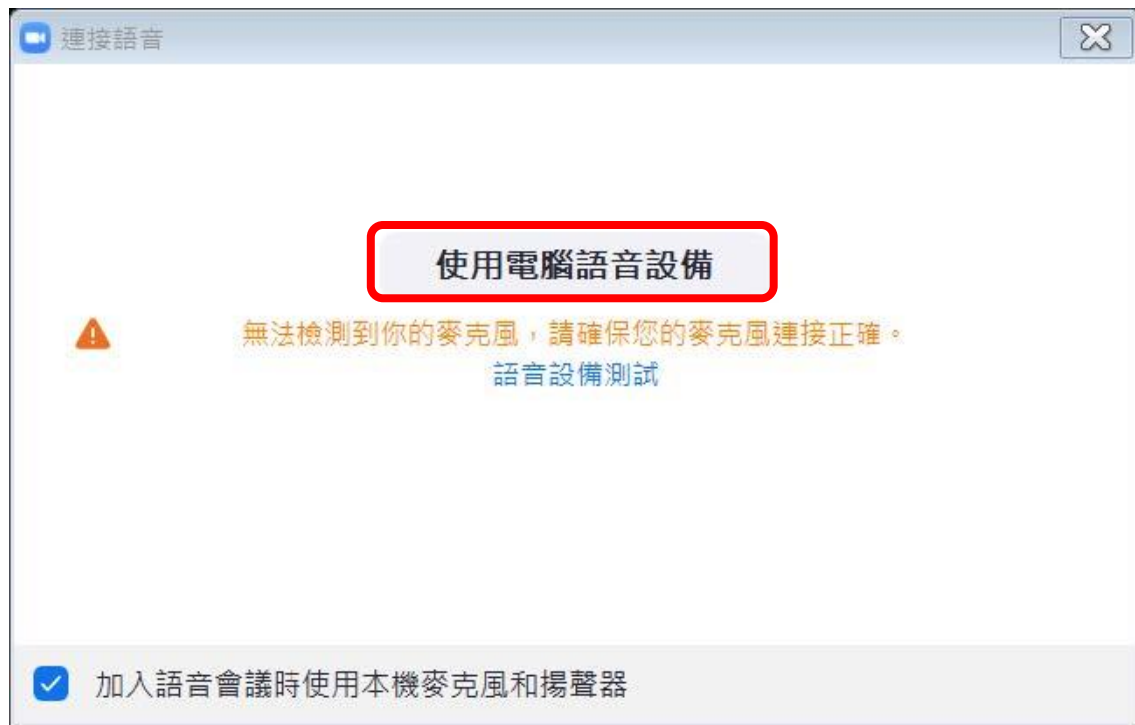 連接語音
使用電腦語音設備
無法檢測到你的麥克風，請確保您的麥克風連接正確。
語音設備測試
加入語音會議時使用本機麥克風和揚聲器